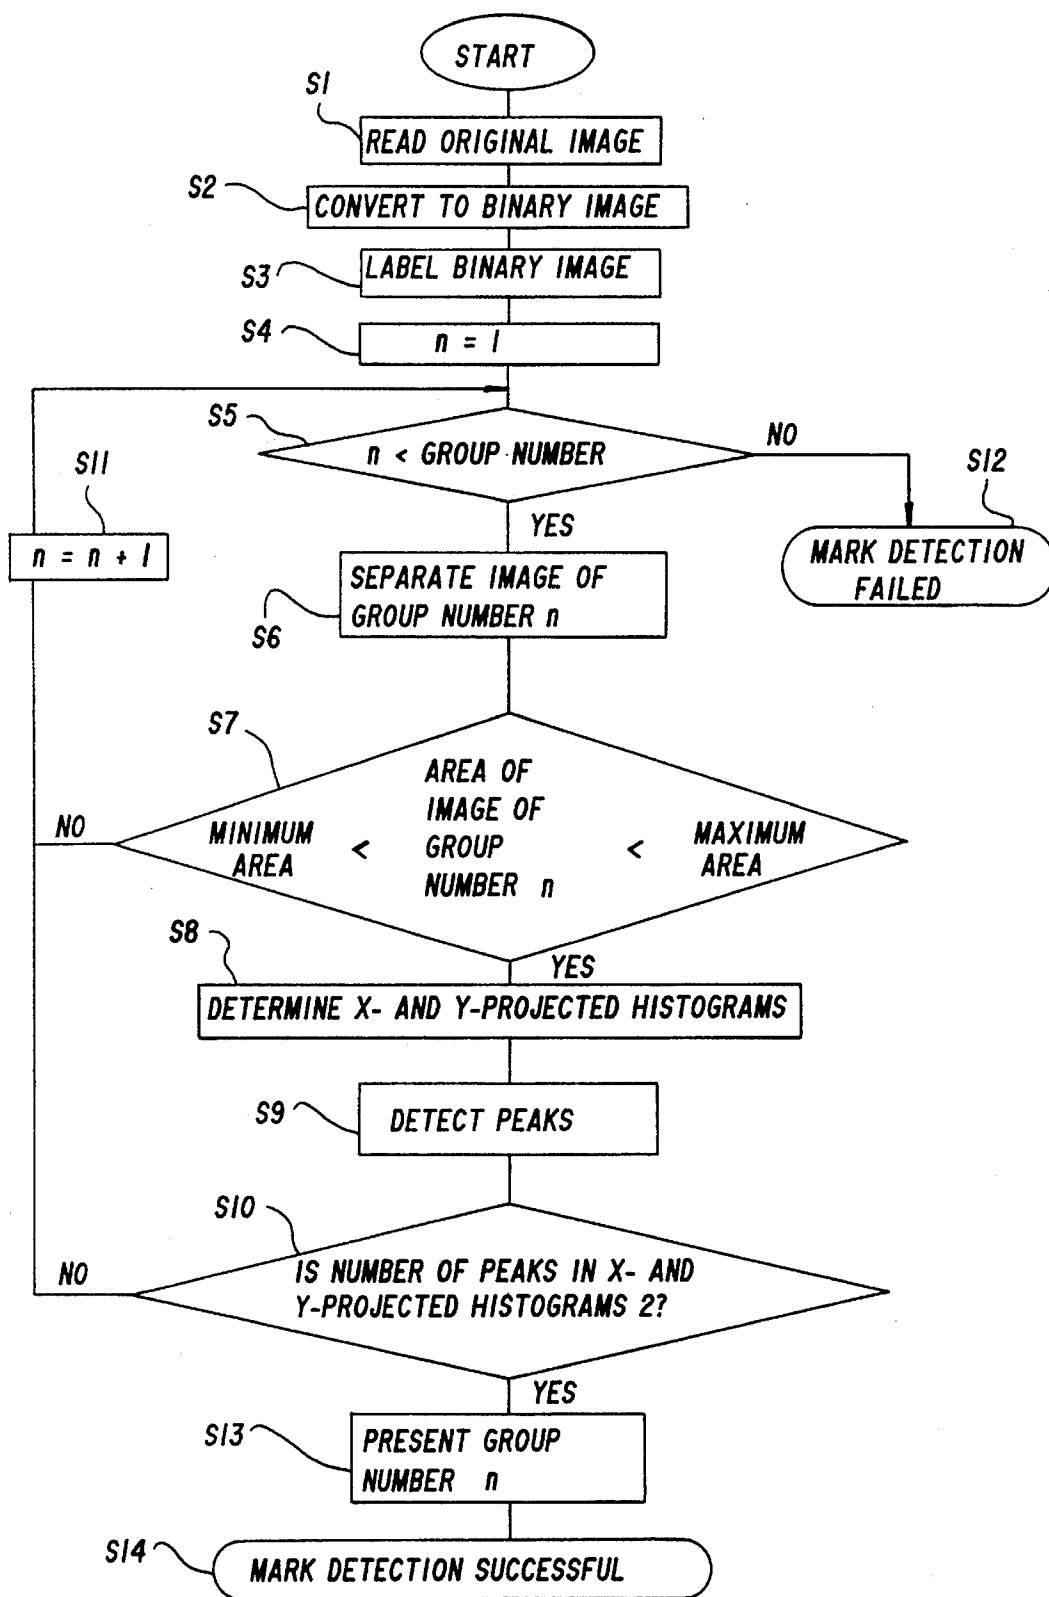 START
S1
READ ORIGINAL IMAGE
S2
CONVERT TO BINARY IMAGE
S3
LABEL BINARY IMAGE
S4
n = 1
S5
n < GROUP NUMBER
NO
S12
MARK DETECTION
FAILED
S11
n = n + 1
YES
SEPARATE IMAGE OF
GROUP NUMBER n
S6
S7
AREA OF
IMAGE OF
GROUP
NUMBER n
MINIMUM
AREA
<
<
MAXIMUM
AREA
NO
S8
YES
DETERMINE X- AND Y-PROJECTED HISTOGRAMS
S9
DETECT PEAKS
S10
IS NUMBER OF PEAKS IN X- AND
Y-PROJECTED HISTOGRAMS 2?
NO
YES
S13
PRESENT GROUP
NUMBER n
S14
MARK DETECTION SUCCESSFUL